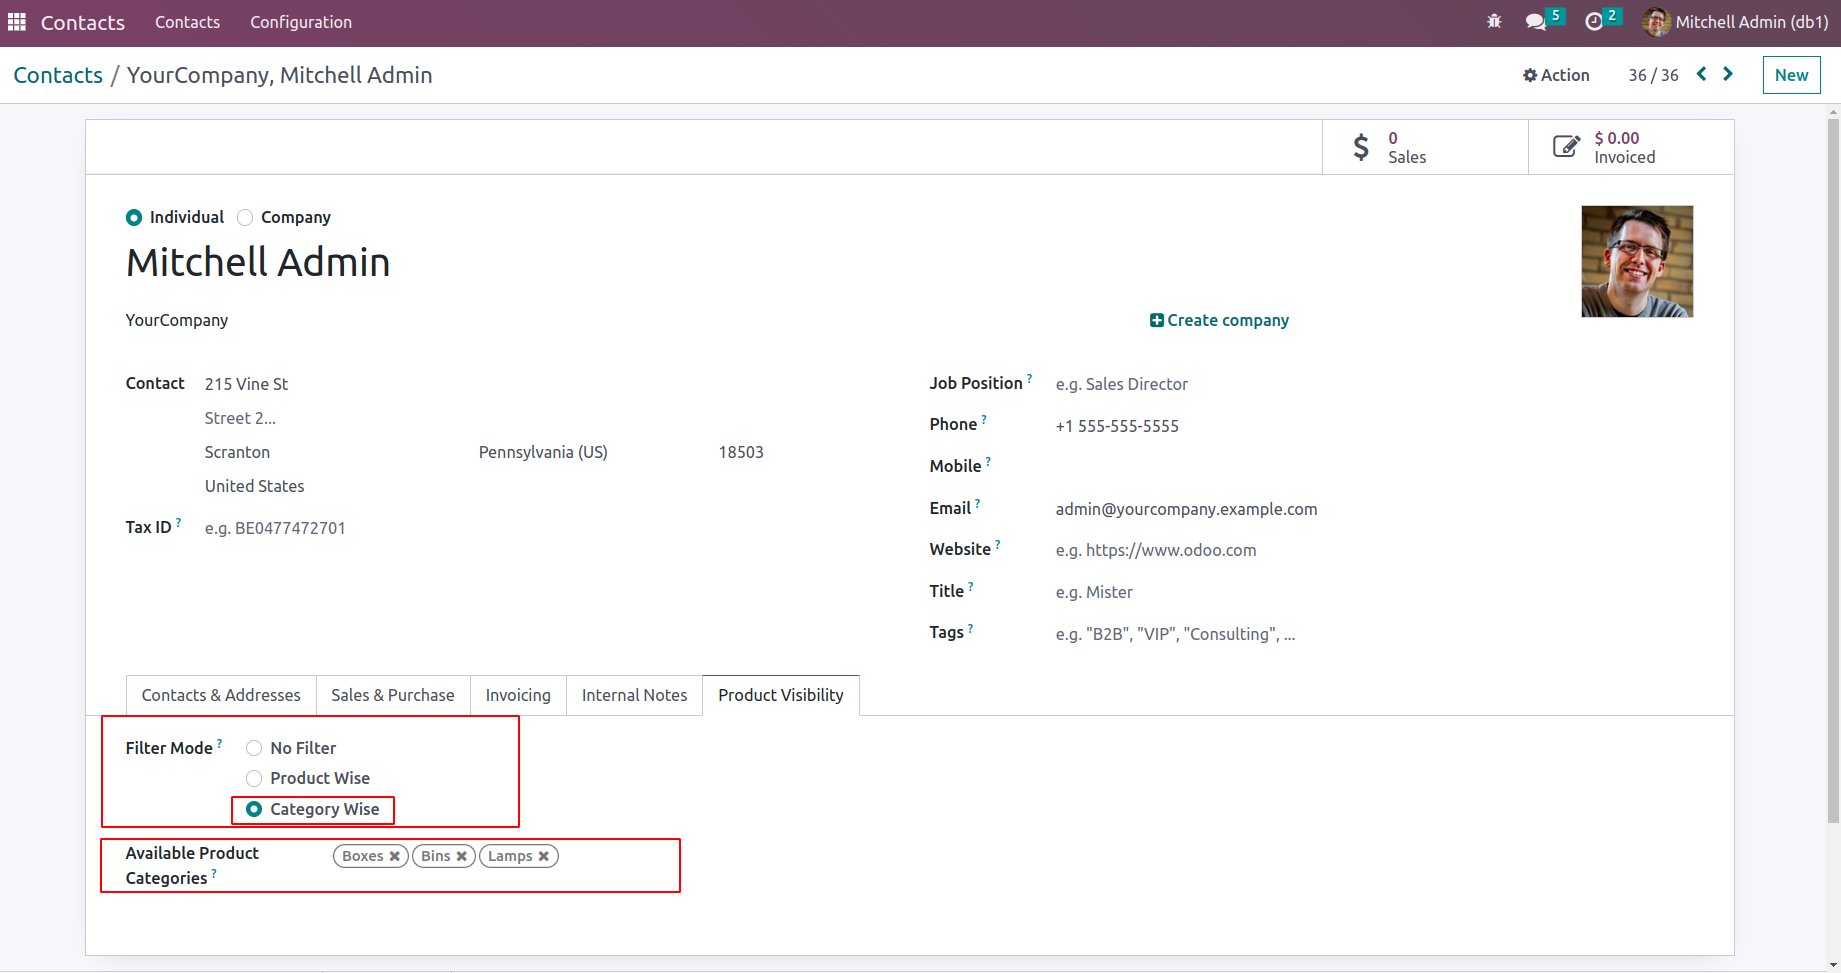 Contacts Contacts Configuration 5 2 Mitchell Admin (db1)
Contacts / YourCompany, Mitchell Admin Action 36 / 36 New
$ 0 $ 0.00
Sales Invoiced
Individual Company
Mitchell Admin
YourCompany Create company
Contact 215 Vine St Job Position ? e.g. Sales Director
Street 2... Phone ? +1 555-555-5555
Scranton Pennsylvania (US) 18503
Mobile ?
United States
Email ? admin@yourcompany.example.com
Tax ID ? e.g. BE0477472701
Website ? e.g. https://www.odoo.com
Title ? e.g. Mister
Tags ? e.g. "B2B", "VIP", "Consulting", ...
Contacts & Addresses Sales & Purchase Invoicing Internal Notes Product Visibility
Filter Mode ? No Filter
Product Wise
Category Wise
Available Product Boxes ✖ Bins ✖ Lamps ✖
Categories ?